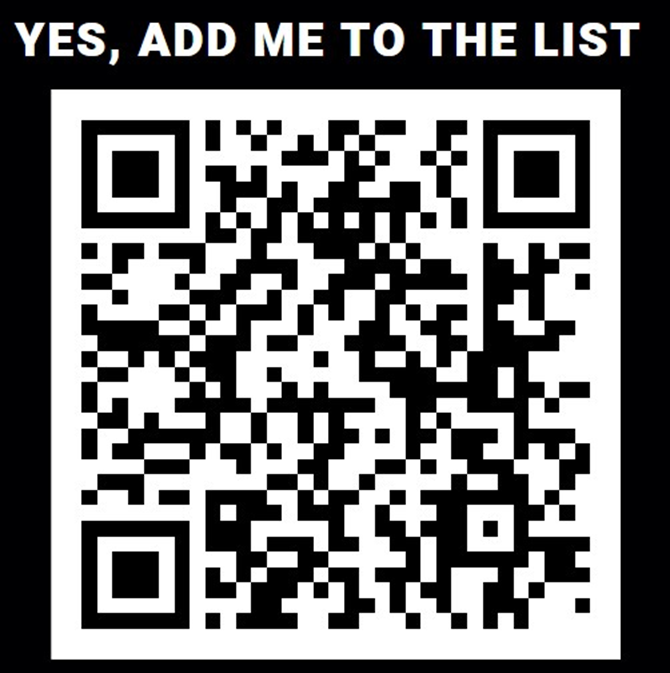 YES, ADD ME TO THE LIST